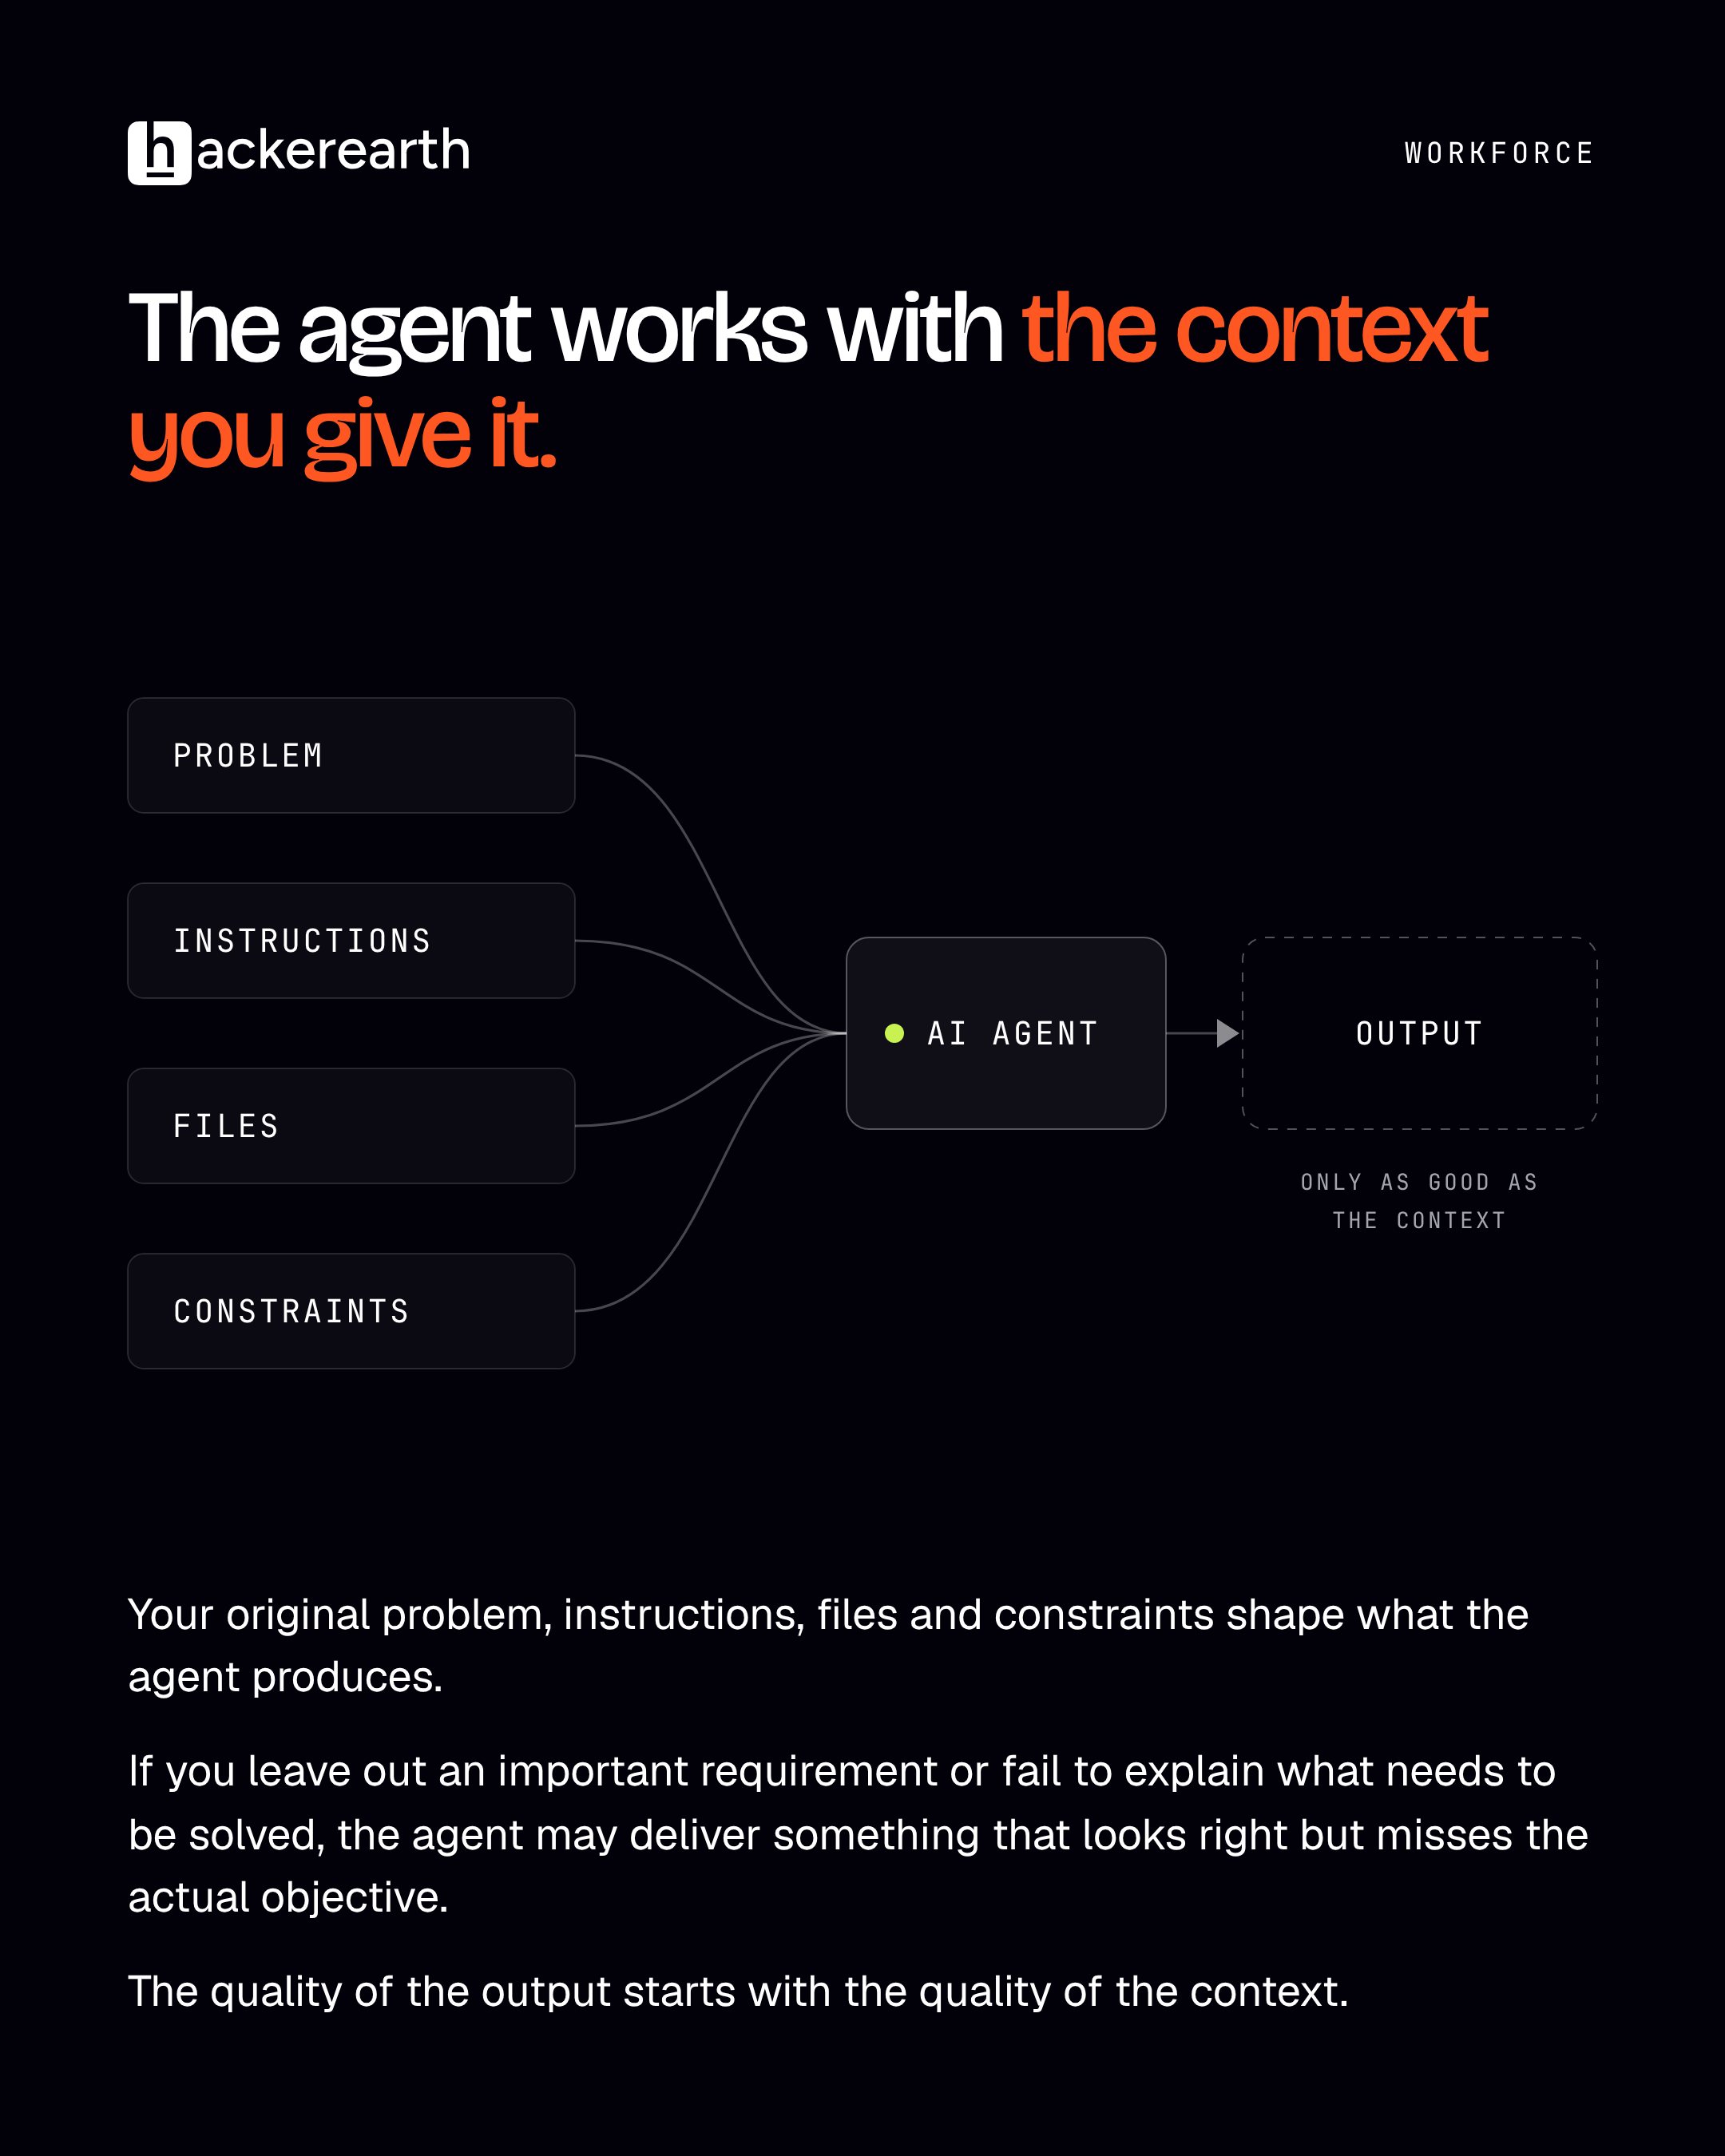 hackerearth
WORKFORCE
The agent works with the context
you give it.
PROBLEM
INSTRUCTIONS
FILES
CONSTRAINTS
AI AGENT
OUTPUT
ONLY AS GOOD AS
THE CONTEXT
Your original problem, instructions, files and constraints shape what the
agent produces.
If you leave out an important requirement or fail to explain what needs to
be solved, the agent may deliver something that looks right but misses the
actual objective.
The quality of the output starts with the quality of the context.